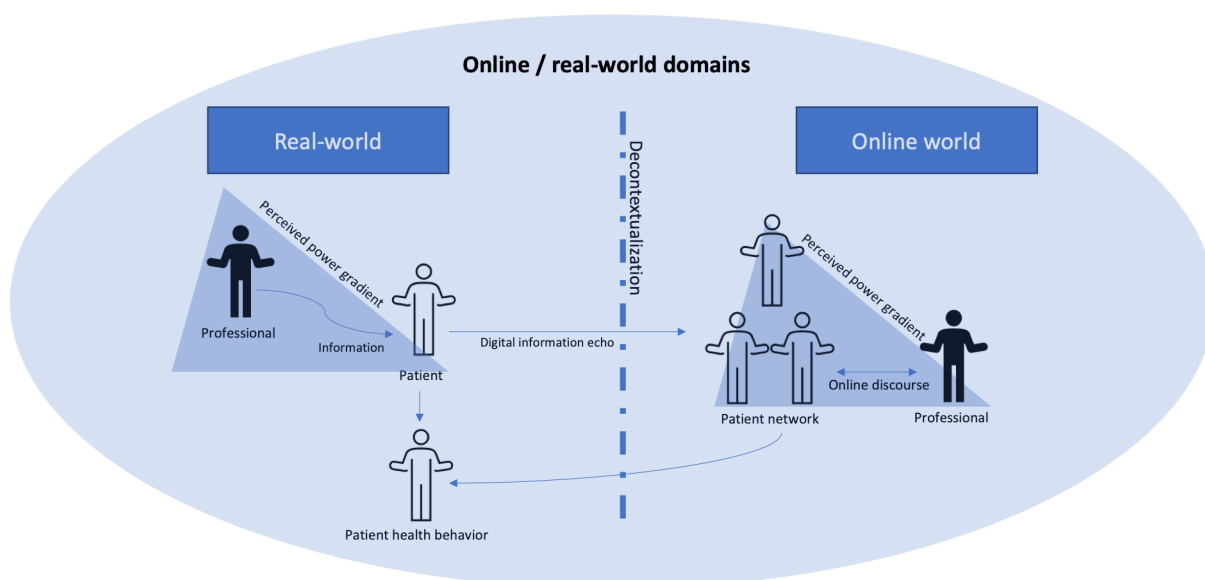 Online / real-world domains
Real-world
Online world
Decontextualization
Perceived power gradient
Professional
Information
Patient
Digital information echo
Perceived power gradient
Online discourse
Patient network
Professional
Patient health behavior